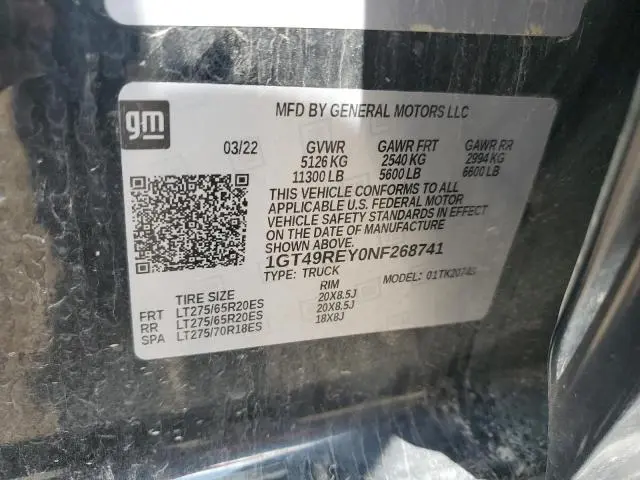 gm
MFD BY GENERAL MOTORS LLC
03/22 GVWR GAWR FRT GAWR RR
5126 KG 2540 KG 2994 KG
11300 LB 5600 LB 6600 LB
THIS VEHICLE CONFORMS TO ALL
APPLICABLE U.S. FEDERAL MOTOR
VEHICLE SAFETY STANDARDS IN EFFECT
ON THE DATE OF MANUFACTURE
SHOWN ABOVE.
1GT49REY0NF268741
TYPE: TRUCK MODEL:
TIRE SIZE RIM
FRT LT275/65R20ES 20X8.5J
RR LT275/65R20ES 20X8.5J
SPA LT275/70R18ES 18X8J